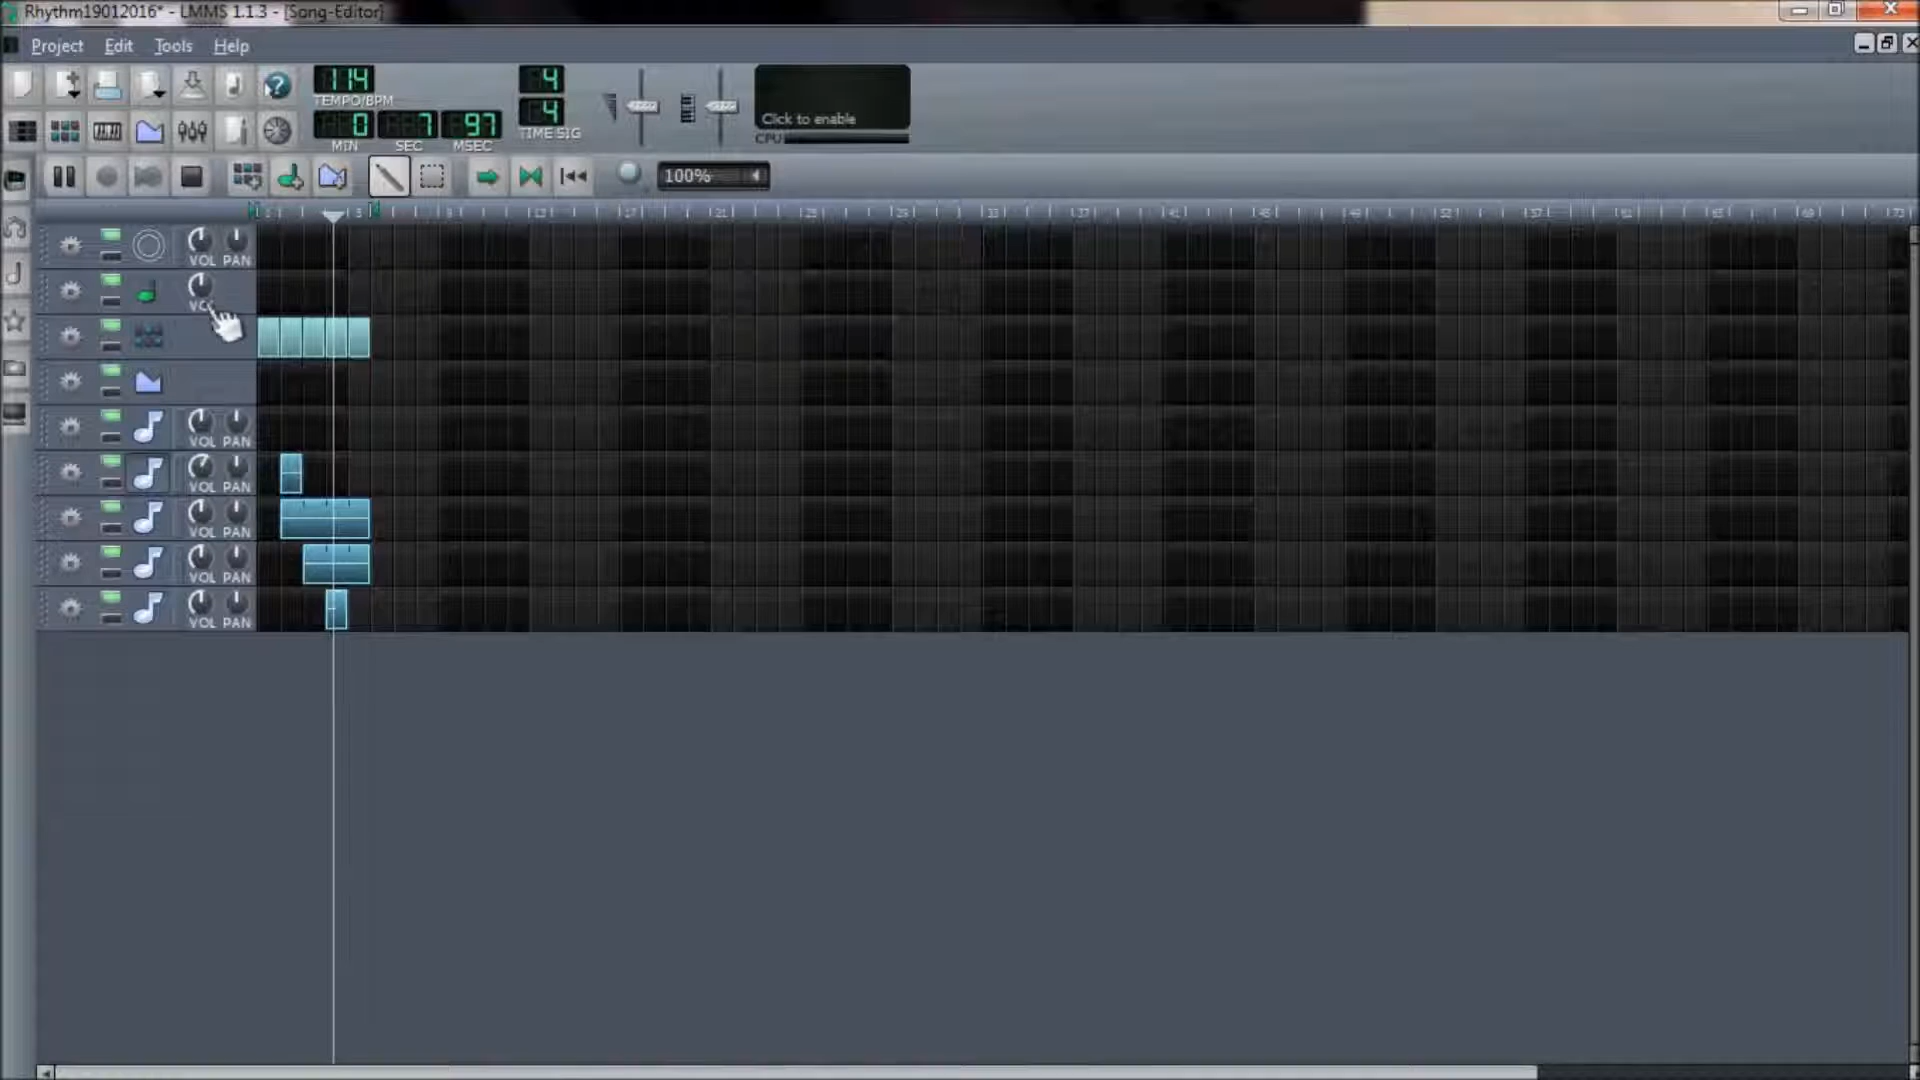 Rhythm19012016* - LMMS 1.1.3 - [Song-Editor]
Project Edit Tools Help
114
TEMPO/BPM
0 7 97
MIN SEC MSEC
4
4
TIME SIG
Click to enable
CPU
100%
VOL PAN
VOL PAN
VOL PAN
VOL PAN
VOL PAN
VOL PAN